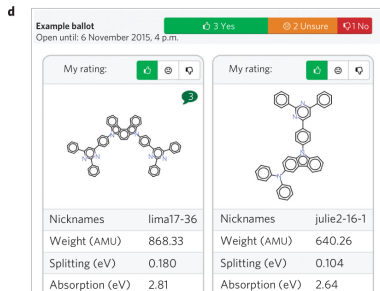 d
Example ballot
Open until: 6 November 2015, 4 p.m.
3 Yes
2 Unsure
1 No
My rating:
3
Nicknames lima17-36
Weight (AMU) 868.33
Splitting (eV) 0.180
Absorption (eV) 2.81
My rating:
Nicknames julie2-16-1
Weight (AMU) 640.26
Splitting (eV) 0.104
Absorption (eV) 2.64